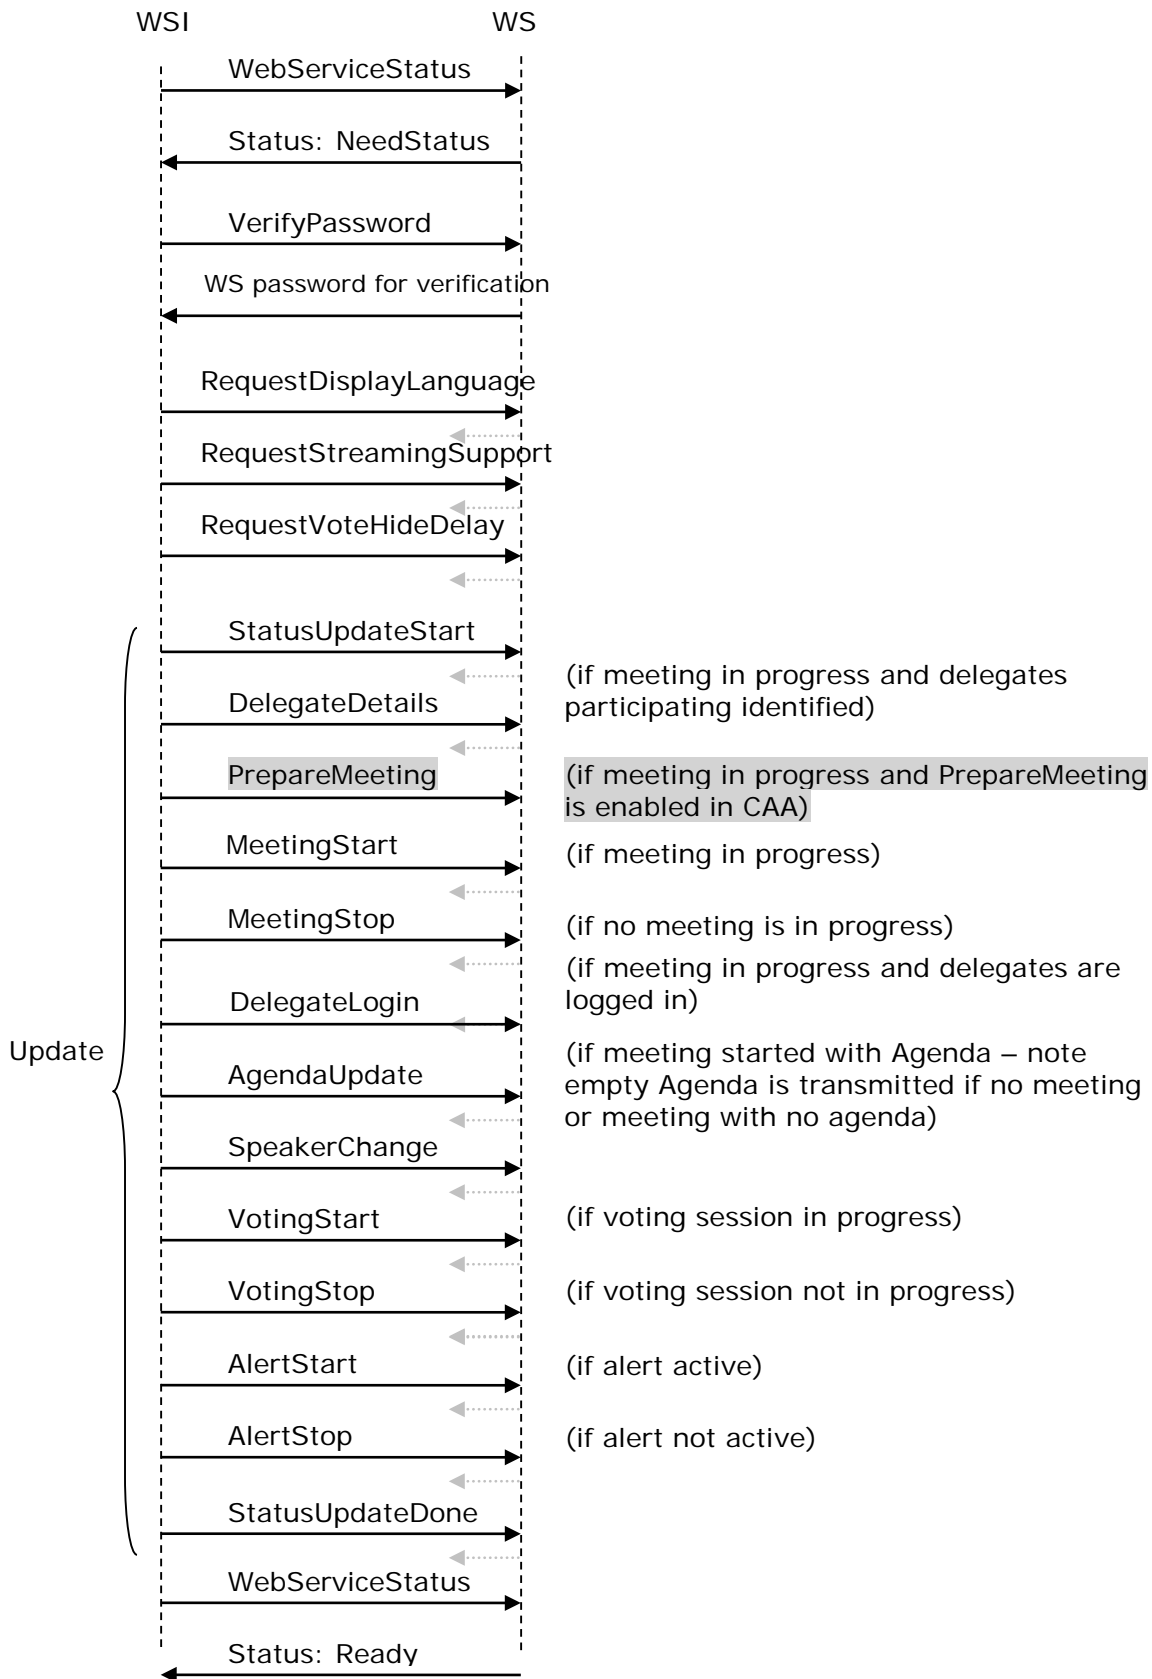 WSI WS
WebServiceStatus
Status: NeedStatus
VerifyPassword
WS password for verification
RequestDisplayLanguage
RequestStreamingSupport
RequestVoteHideDelay
StatusUpdateStart
(if meeting in progress and delegates
participating identified)
DelegateDetails
PrepareMeeting
(if meeting in progress and PrepareMeeting
is enabled in CAA)
MeetingStart
(if meeting in progress)
MeetingStop
(if no meeting is in progress)
(if meeting in progress and delegates are
logged in)
DelegateLogin
Update
(if meeting started with Agenda – note
empty Agenda is transmitted if no meeting
or meeting with no agenda)
AgendaUpdate
SpeakerChange
VotingStart
(if voting session in progress)
VotingStop
(if voting session not in progress)
AlertStart
(if alert active)
AlertStop
(if alert not active)
StatusUpdateDone
WebServiceStatus
Status: Ready